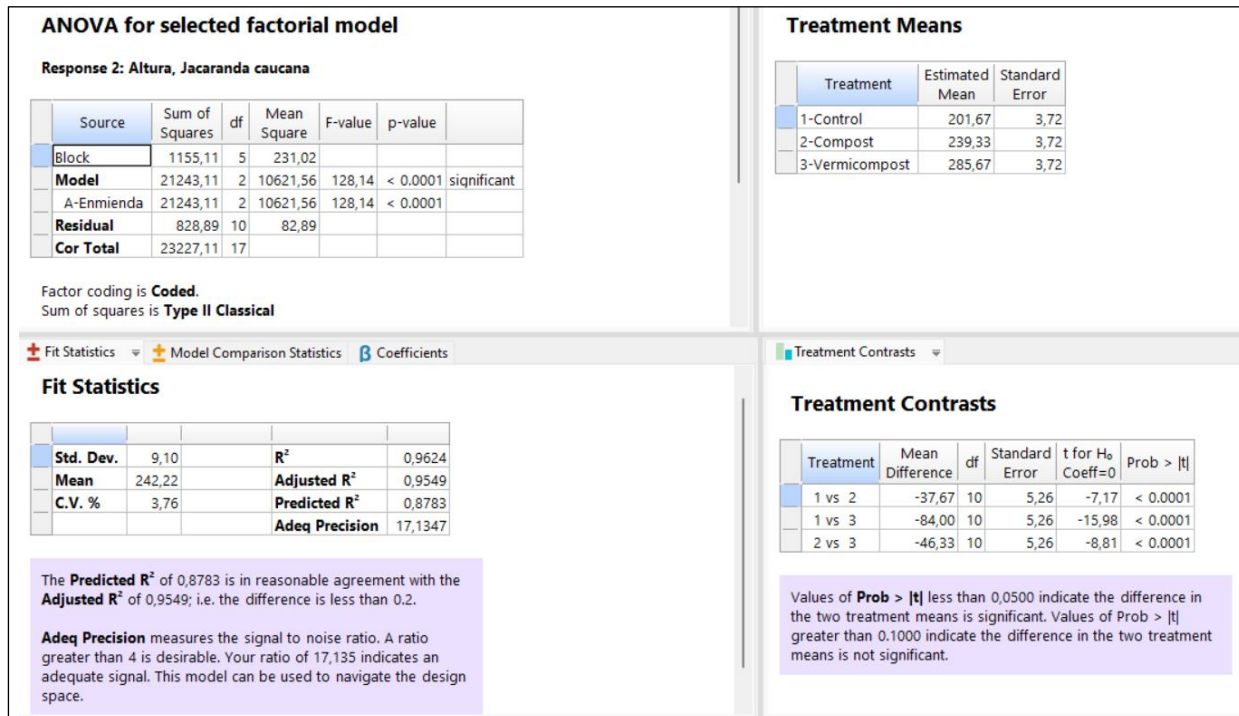 ANOVA for selected factorial model
Response 2: Altura, Jacaranda caucana
Source Sum of Squares df Mean Square F-value p-value
Block 1155,11 5 231,02
Model 21243,11 2 10621,56 128,14 < 0.0001 significant
A-Enmienda 21243,11 2 10621,56 128,14 < 0.0001
Residual 828,89 10 82,89
Cor Total 23227,11 17
Factor coding is Coded.
Sum of squares is Type II Classical
Treatment Means
Treatment Estimated Mean Standard Error
1-Control 201,67 3,72
2-Compost 239,33 3,72
3-Vermicompost 285,67 3,72
Fit Statistics Model Comparison Statistics β Coefficients
Fit Statistics
Std. Dev. 9,10 R² 0,9624
Mean 242,22 Adjusted R² 0,9549
C.V. % 3,76 Predicted R² 0,8783
Adeq Precision 17,1347
The Predicted R² of 0,8783 is in reasonable agreement with the
Adjusted R² of 0,9549; i.e. the difference is less than 0.2.
Adeq Precision measures the signal to noise ratio. A ratio
greater than 4 is desirable. Your ratio of 17,135 indicates an
adequate signal. This model can be used to navigate the design
space.
Treatment Contrasts
Treatment Contrasts
Treatment Mean Difference df Standard Error t for H₀ Coeff=0 Prob > |t|
1 vs 2 -37,67 10 5,26 -7,17 < 0.0001
1 vs 3 -84,00 10 5,26 -15,98 < 0.0001
2 vs 3 -46,33 10 5,26 -8,81 < 0.0001
Values of Prob > |t| less than 0,0500 indicate the difference in
the two treatment means is significant. Values of Prob > |t|
greater than 0.1000 indicate the difference in the two treatment
means is not significant.